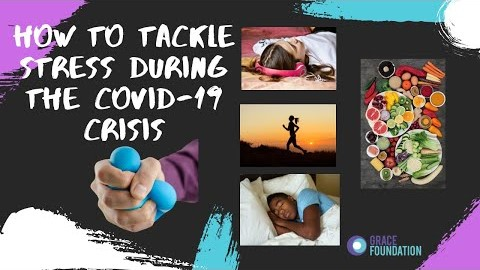 HOW TO TACKLE
STRESS DURING
THE COVID-19
CRISIS
GRACE
FOUNDATION